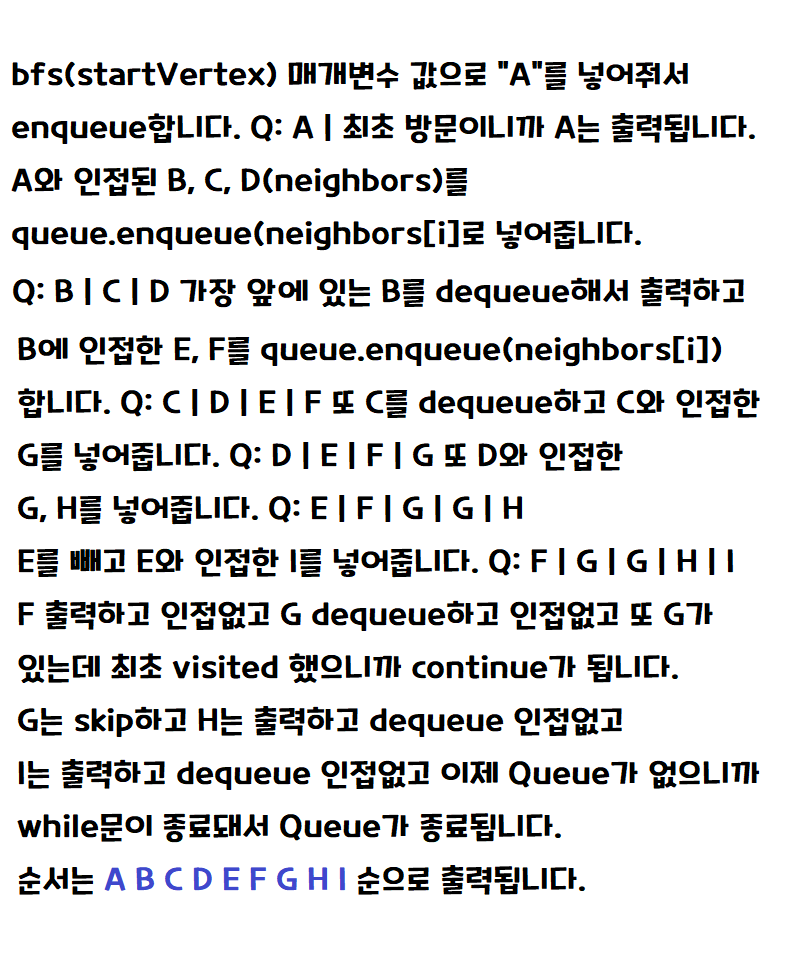 bfs(startVertex) 매개변수 값으로 "A"를 넣어줘서
enqueue합니다. Q: A | 최초 방문이니까 A는 출력됩니다.
A와 인접된 B, C, D(neighbors)를
queue.enqueue(neighbors[i]로 넣어줍니다.
Q: B | C | D 가장 앞에 있는 B를 dequeue해서 출력하고
B에 인접한 E, F를 queue.enqueue(neighbors[i])
합니다. Q: C | D | E | F 또 C를 dequeue하고 C와 인접한
G를 넣어줍니다. Q: D | E | F | G 또 D와 인접한
G, H를 넣어줍니다. Q: E | F | G | G | H
E를 빼고 E와 인접한 I를 넣어줍니다. Q: F | G | G | H | I
F 출력하고 인접없고 G dequeue하고 인접없고 또 G가
있는데 최초 visited 했으니까 continue가 됩니다.
G는 skip하고 H는 출력하고 dequeue 인접없고
I는 출력하고 dequeue 인접없고 이제 Queue가 없으니까
while문이 종료돼서 Queue가 종료됩니다.
순서는 A B C D E F G H I 순으로 출력됩니다.